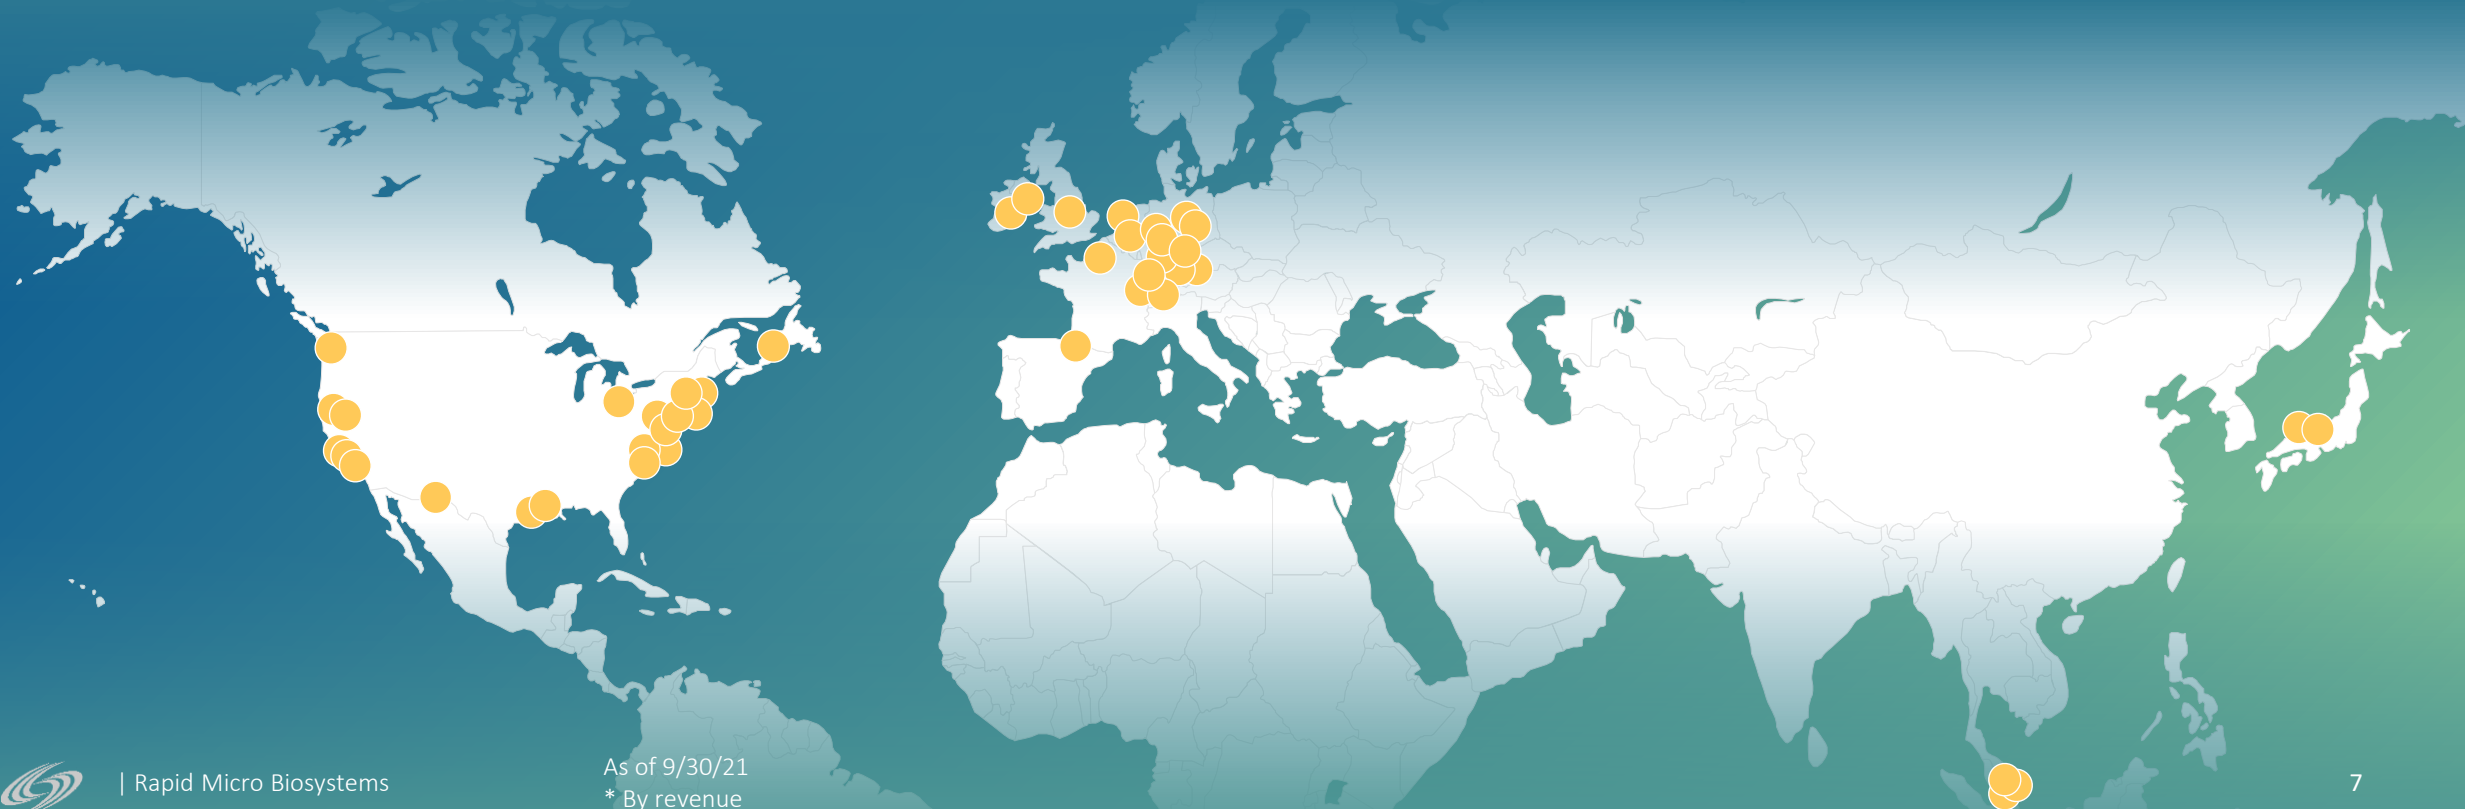 As of 9/30/21
| Rapid Micro Biosystems
* By revenue
7